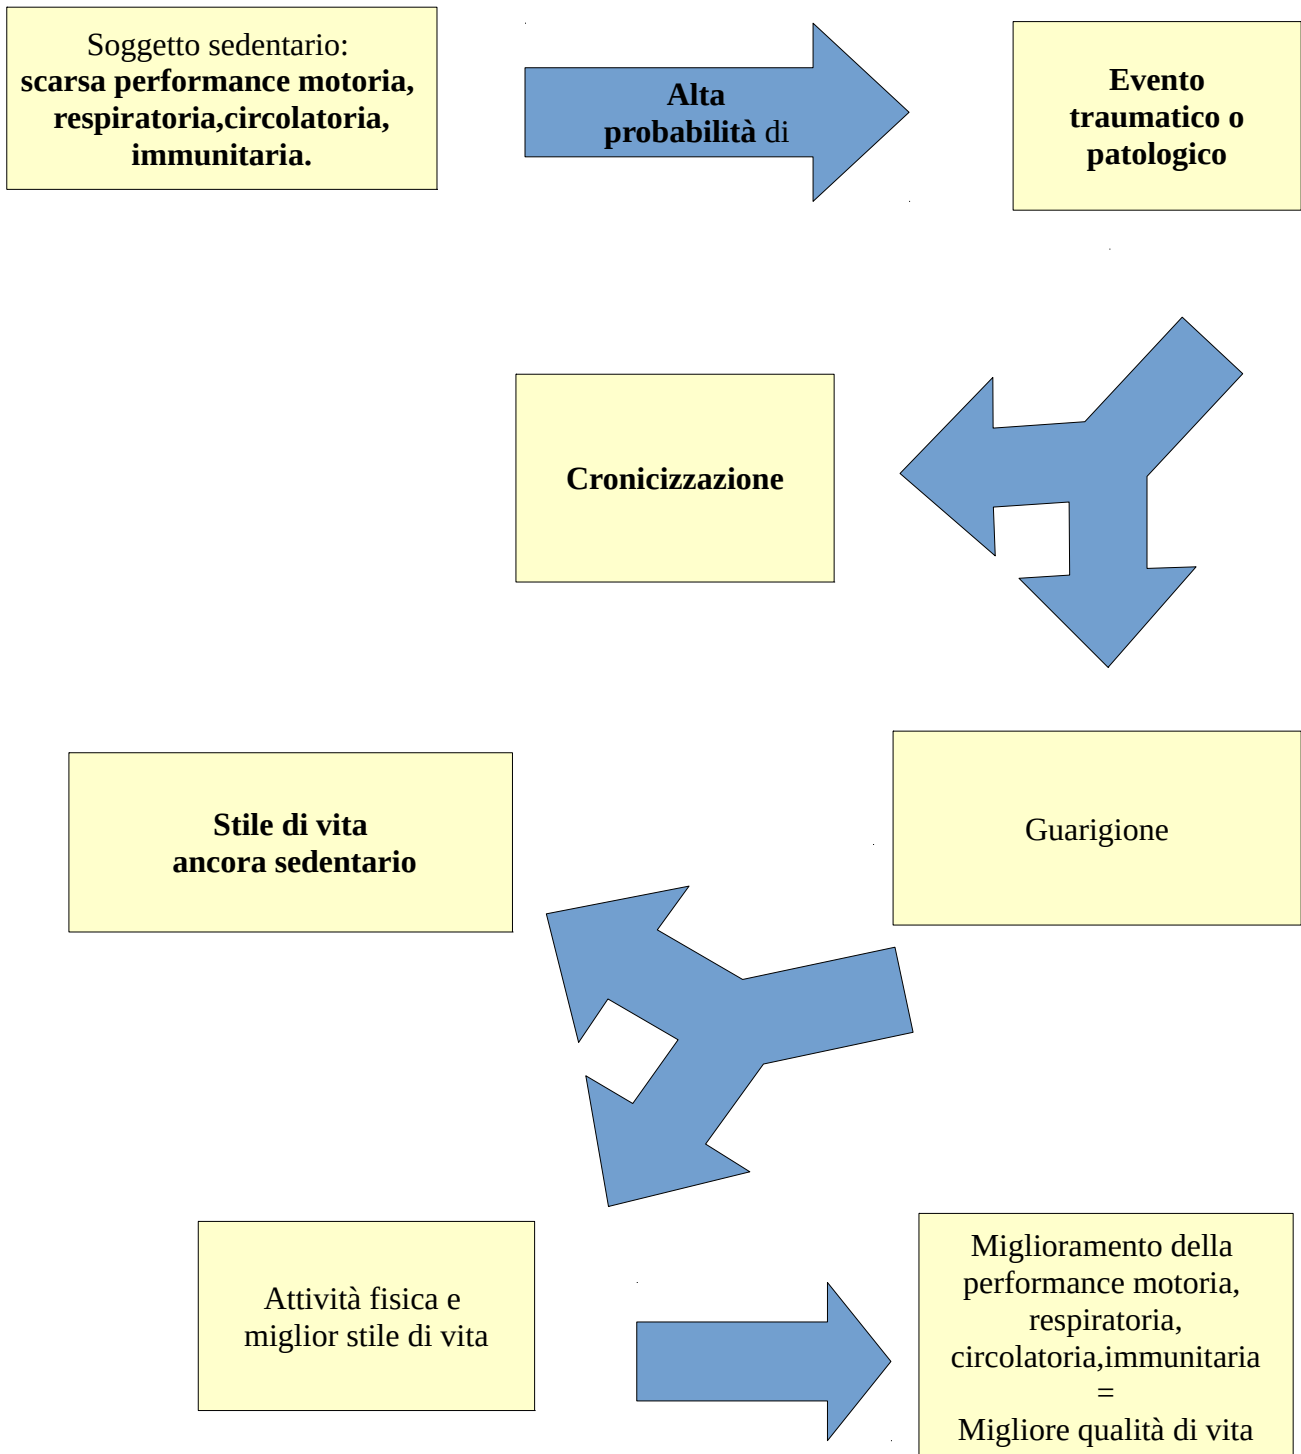 Soggetto sedentario:
scarsa performance motoria,
respiratoria,circolatoria,
immunitaria.
Alta
probabilità di
Evento
traumatico o
patologico
Cronicizzazione
Stile di vita
ancora sedentario
Guarigione
Attività fisica e
miglior stile di vita
Miglioramento della
performance motoria,
respiratoria,
circolatoria,immunitaria
=
Migliore qualità di vita